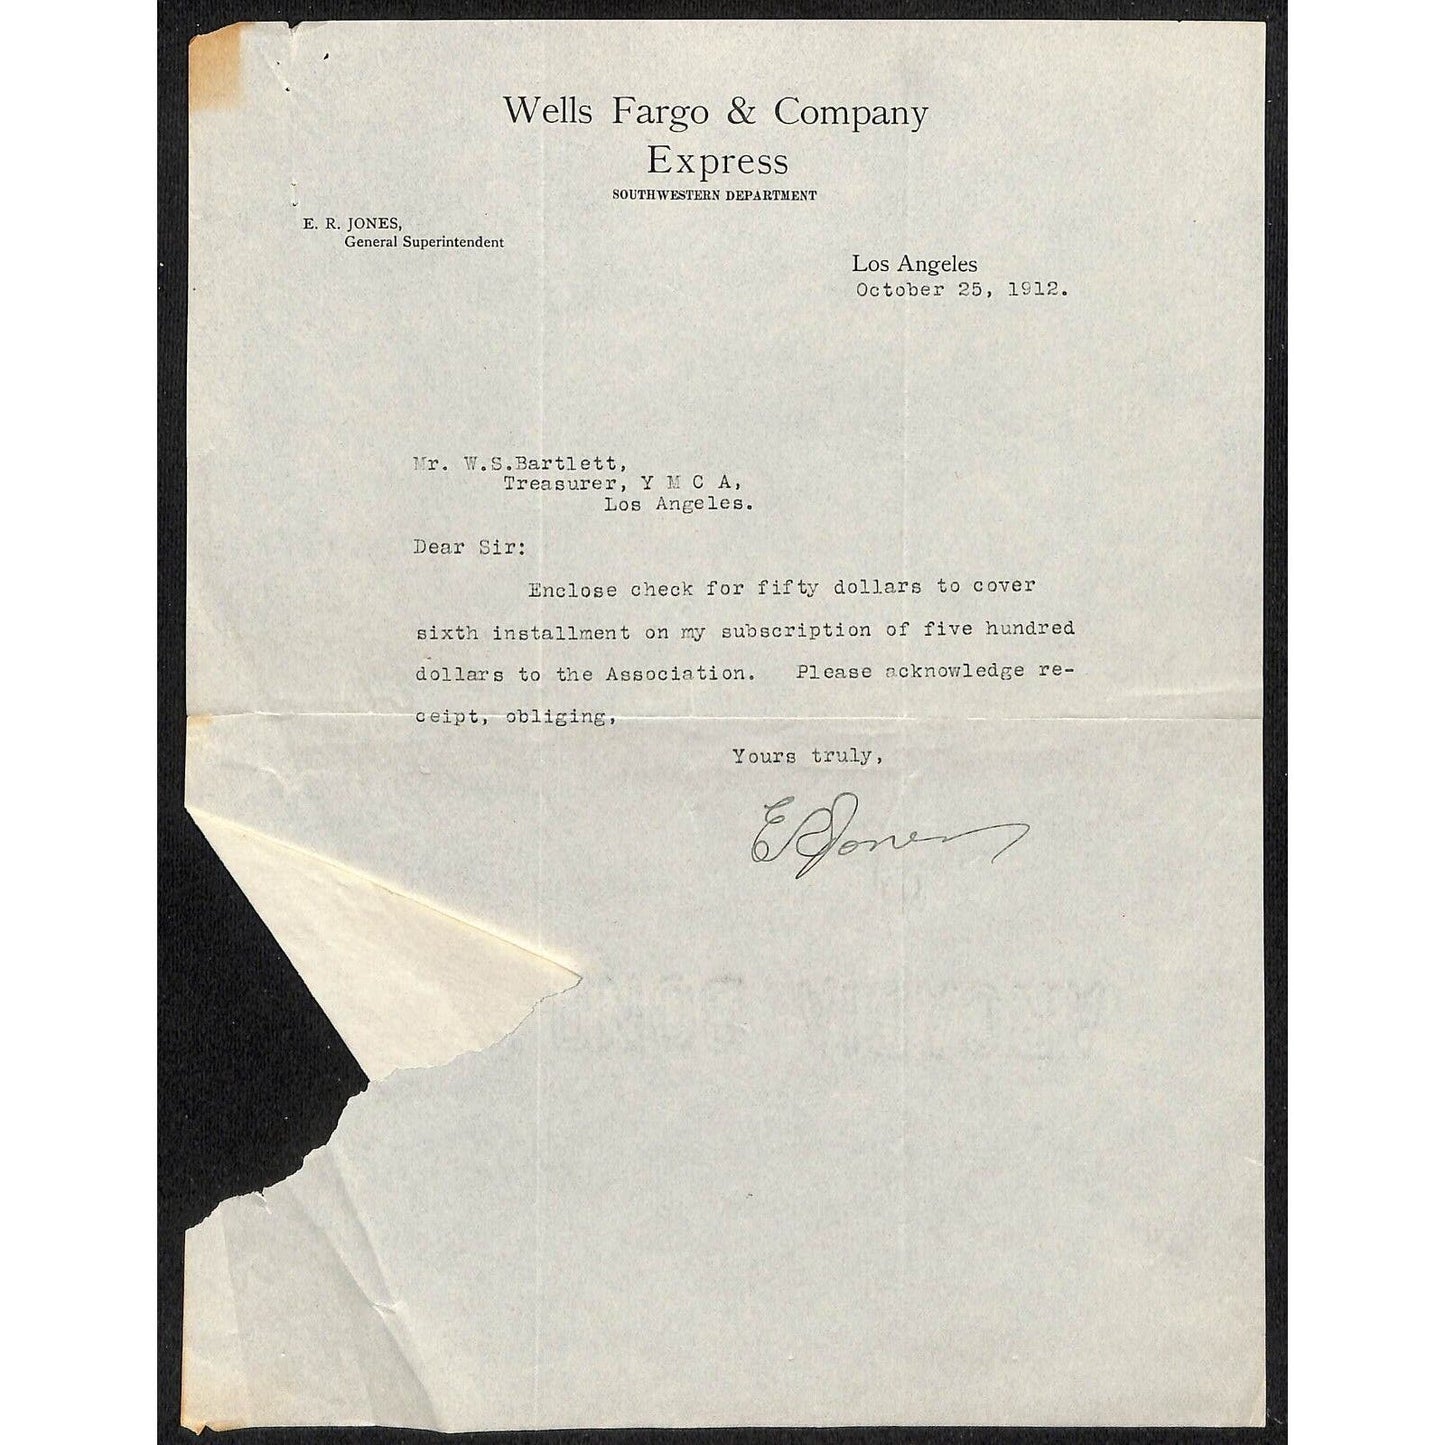 Wells Fargo & Company
Express
SOUTHWESTERN DEPARTMENT
E. R. JONES,
General Superintendent
Los Angeles
October 25, 1912.
Mr. W.S.Bartlett,
Treasurer, Y M C A,
Los Angeles.
Dear Sir:
Enclose check for fifty dollars to cover
sixth installment on my subscription of five hundred
dollars to the Association. Please acknowledge re-
ceipt, obliging,
Yours truly,
E R Jones